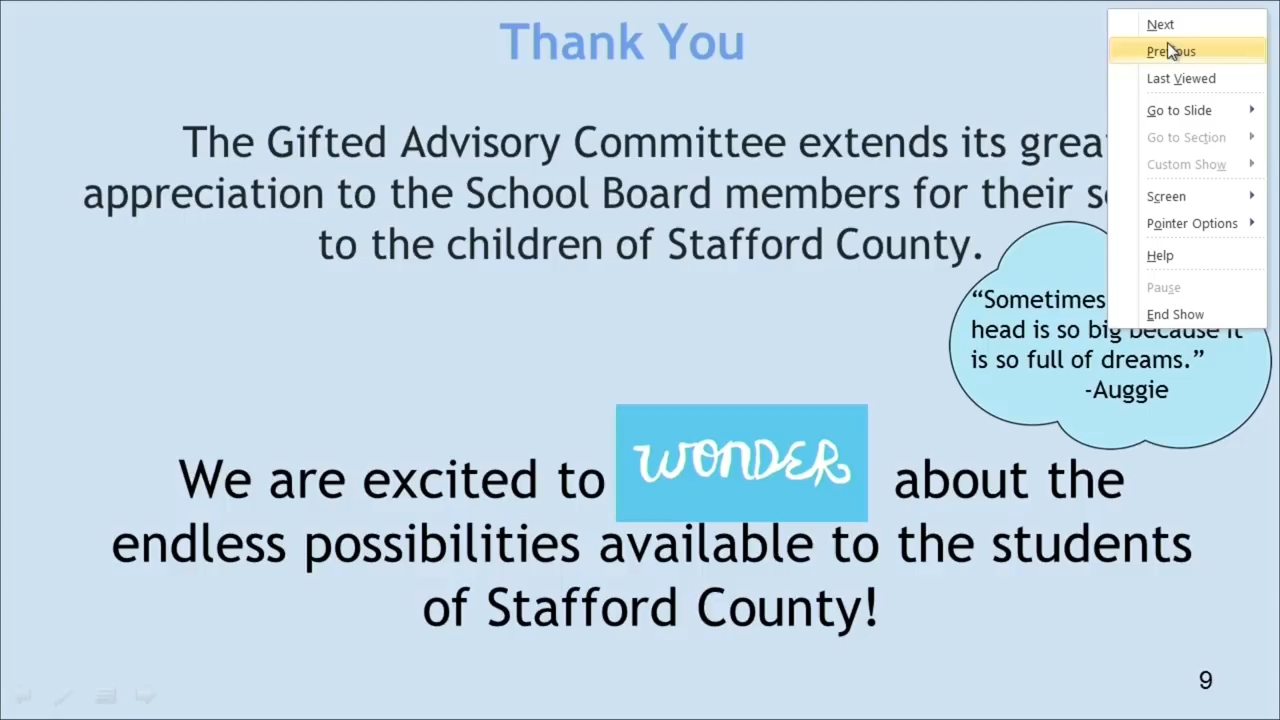 Thank You
The Gifted Advisory Committee extends its
appreciation to the School Board members for their
to the children of Stafford County.
“Sometimes
head is so big because it
is so full of dreams.”
-Auggie
We are excited to WONDER about the
endless possibilities available to the students
of Stafford County!
9
Next
Previous
Last Viewed
Go to Slide
Go to Section
Custom Show
Screen
Pointer Options
Help
Pause
End Show